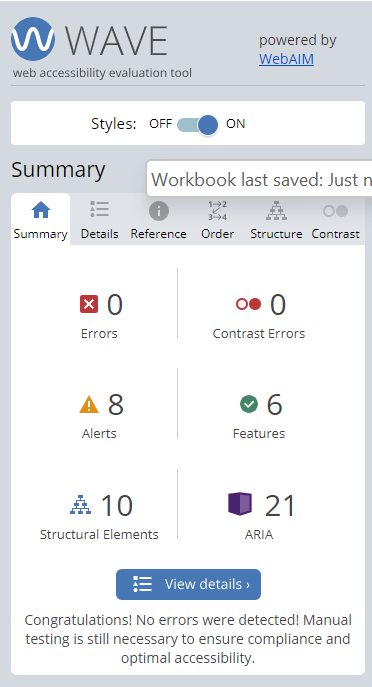 WAVE
web accessibility evaluation tool
powered by
WebAIM
Styles: OFF ON
Summary
Workbook last saved: Just
Summary Details Reference Order Structure Contrast
0 0
Errors Contrast Errors
8 6
Alerts Features
10 21
Structural Elements ARIA
View details ›
Congratulations! No errors were detected! Manual
testing is still necessary to ensure compliance and
optimal accessibility.